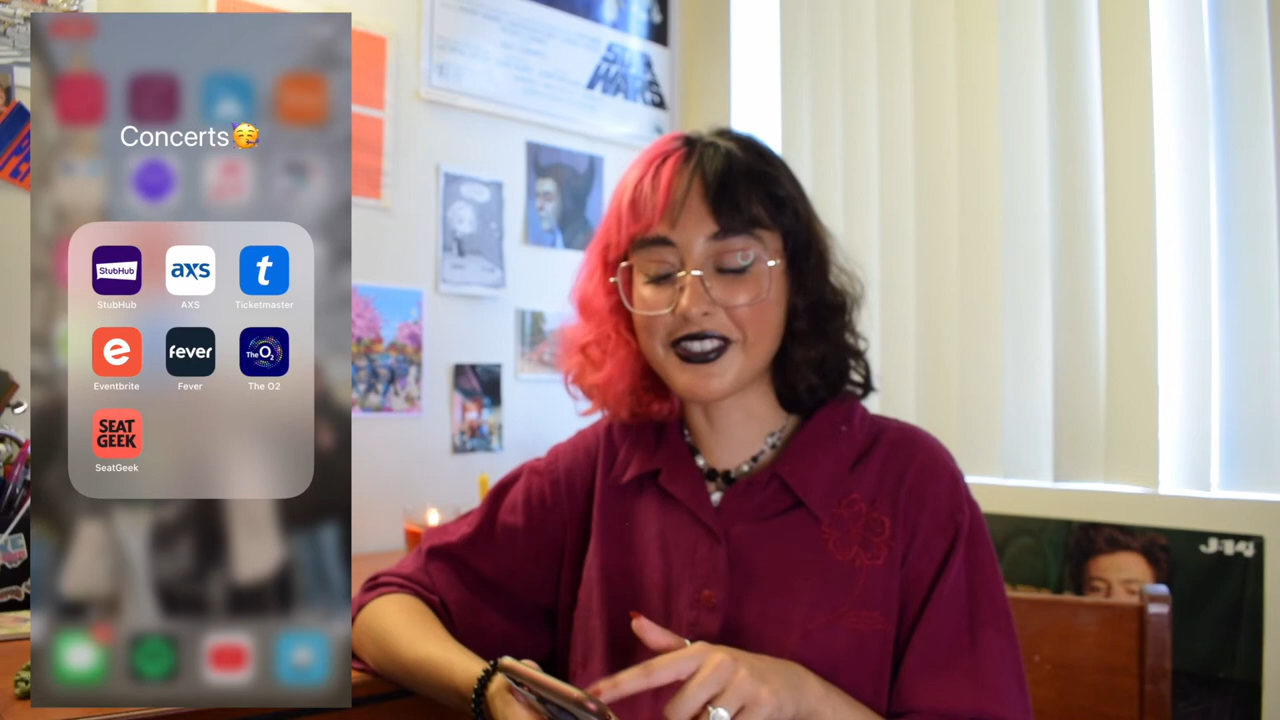 Concerts🥳
StubHub
axs
t
StubHub
AXS
Ticketmaster
e
fever
The O2
Eventbrite
Fever
The O2
SEAT
GEEK
SeatGeek
STAR
WARS